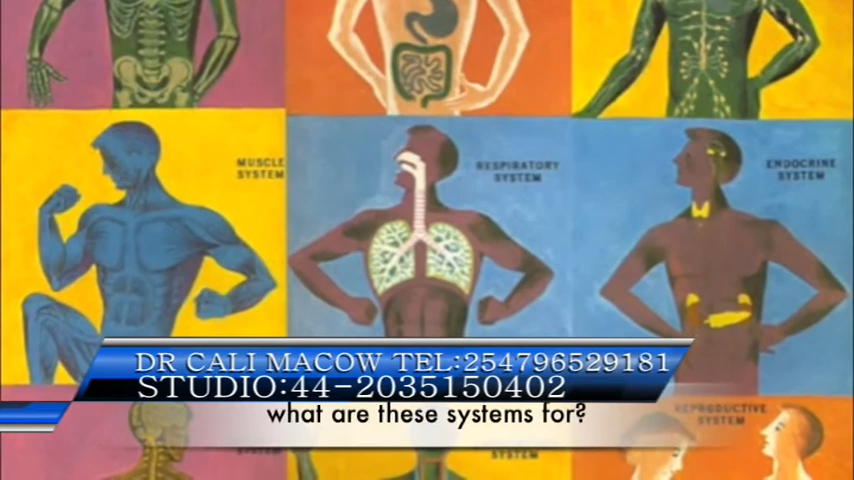 MUSCLE
SYSTEM
RESPIRATORY
SYSTEM
ENDOCRINE
SYSTEM
DR CALI MACOW TEL:254796529181
STUDIO:44-2035150402
what are these systems for?
REPRODUCTIVE
SYSTEM
SYSTEM
SYSTEM